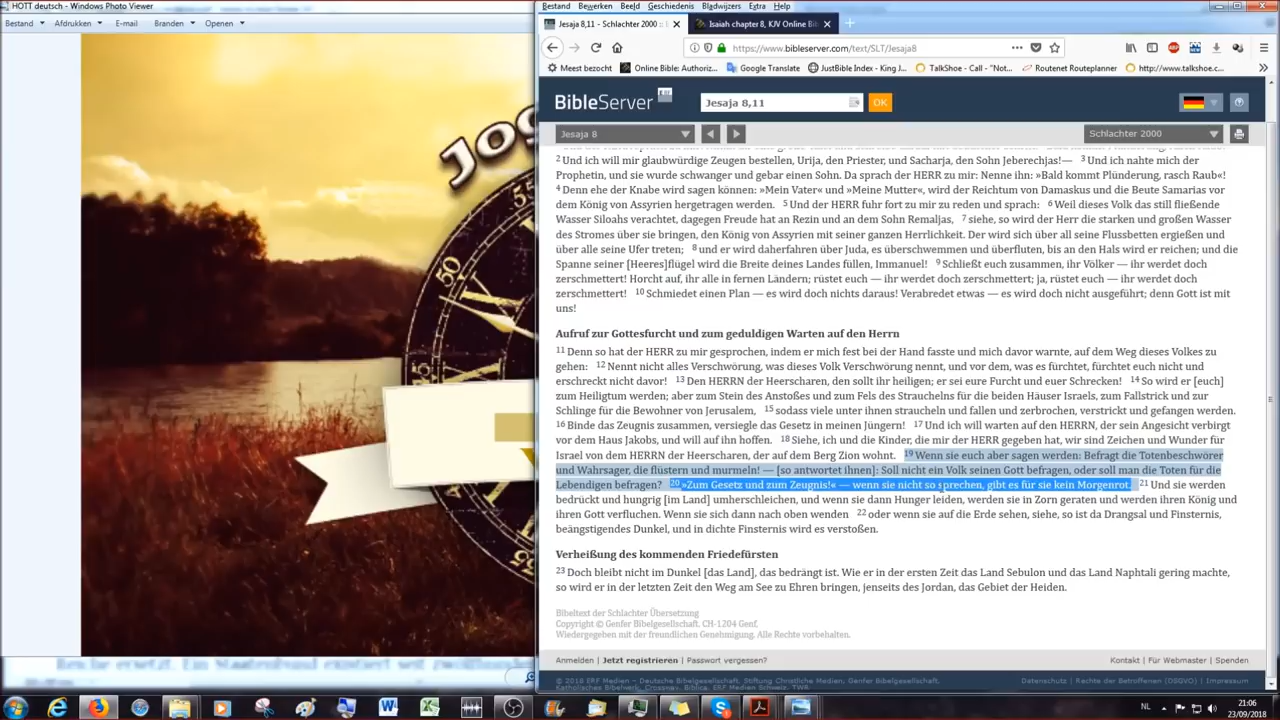 HOTT deutsch - Windows Photo Viewer
Bestand Afdrukken E-mail Branden Openen
Bestand Bewerken Beeld Geschiedenis Bladwijzers Extra Help
Jesaja 8,11 - Schlachter 2000 ::
Isaiah chapter 8, KJV Online Bib
https://www.bibleserver.com/text/SLT/Jesaja8
Meest bezocht Online Bible: Authoriz... Google Translate JustBible Index - King J... TalkShoe - Call - "Not... Routenet Routeplanner http://www.talkshoe.c...
BibleServer Jesaja 8,11 OK
Jesaja 8 Schlachter 2000
2 Und ich will mir glaubwürdige Zeugen bestellen, Urija, den Priester, und Sacharja, den Sohn Jeberechjas!— 3 Und ich nahte mich der
Prophetin, und sie wurde schwanger und gebar einen Sohn. Da sprach der HERR zu mir: Nenne ihn: »Bald kommt Plünderung, rasch Raub«!
4 Denn ehe der Knabe wird sagen können: »Mein Vater« und »Meine Mutter«, wird der Reichtum von Damaskus und die Beute Samarias vor
dem König von Assyrien hergetragen werden. 5 Und der HERR fuhr fort zu mir zu reden und sprach: 6 Weil dieses Volk das still fließende
Wasser Siloahs verachtet, dagegen Freude hat an Rezin und an dem Sohn Remaljas, 7 siehe, so wird der Herr die starken und großen Wasser
des Stromes über sie bringen, den König von Assyrien mit seiner ganzen Herrlichkeit. Der wird sich über all seine Flussbetten ergießen und
über alle seine Ufer treten; 8 und er wird daherfahren über Juda, es überschwemmen und überfluten, bis an den Hals wird er reichen; und die
Spanne seiner [Heeres]flügel wird die Breite deines Landes füllen, Immanuel! 9 Schließt euch zusammen, ihr Völker — ihr werdet doch
zerschmettert! Horcht auf, ihr alle in fernen Ländern; rüstet euch — ihr werdet doch zerschmettert; ja, rüstet euch — ihr werdet doch
zerschmettert! 10 Schmiedet einen Plan — es wird doch nichts daraus! Verabredet etwas — es wird doch nicht ausgeführt; denn Gott ist mit
uns!
Aufruf zur Gottesfurcht und zum geduldigen Warten auf den Herrn
11 Denn so hat der HERR zu mir gesprochen, indem er mich fest bei der Hand fasste und mich davor warnte, auf dem Weg dieses Volkes zu
gehen: 12 Nennt nicht alles Verschwörung, was dieses Volk Verschwörung nennt, und vor dem, was es fürchtet, fürchtet euch nicht und
erschreckt nicht davor! 13 Den HERRN der Heerscharen, den sollt ihr heiligen; er sei eure Furcht und euer Schrecken! 14 So wird er [euch]
zum Heiligtum werden; aber zum Stein des Anstoßes und zum Fels des Strauchelns für die beiden Häuser Israels, zum Fallstrick und zur
Schlinge für die Bewohner von Jerusalem, 15 sodass viele unter ihnen straucheln und fallen und zerbrochen, verstrickt und gefangen werden.
16 Binde das Zeugnis zusammen, versiegle das Gesetz in meinen Jüngern! 17 Und ich will warten auf den HERRN, der sein Angesicht verbirgt
vor dem Haus Jakobs, und will auf ihn hoffen. 18 Siehe, ich und die Kinder, die mir der HERR gegeben hat, wir sind Zeichen und Wunder für
Israel von dem HERRN der Heerscharen, der auf dem Berg Zion wohnt. 19 Wenn sie euch aber sagen werden: Befragt die Totenbeschwörer
und Wahrsager, die flüstern und murmeln! — [so antwortet ihnen]: Soll nicht ein Volk seinen Gott befragen, oder soll man die Toten für die
Lebendigen befragen? 20 »Zum Gesetz und zum Zeugnis!« — wenn sie nicht so sprechen, gibt es für sie kein Morgenrot. 21 Und sie werden
bedrückt und hungrig [im Land] umherschleichen, und wenn sie dann Hunger leiden, werden sie in Zorn geraten und werden ihren König und
ihren Gott verfluchen. Wenn sie sich dann nach oben wenden 22 oder wenn sie auf die Erde sehen, siehe, so ist da Drangsal und Finsternis,
beängstigendes Dunkel, und in dichte Finsternis wird es verstoßen.
Verheißung des kommenden Friedefürsten
23 Doch bleibt nicht im Dunkel [das Land], das bedrängt ist. Wie er in der ersten Zeit das Land Sebulon und das Land Naphtali gering machte,
so wird er in der letzten Zeit den Weg am See zu Ehren bringen, jenseits des Jordan, das Gebiet der Heiden.
Bibeltext der Schlachter Übersetzung
Copyright © Genfer Bibelgesellschaft. CH-1204 Genf,
Wiedergegeben mit der freundlichen Genehmigung. Alle Rechte vorbehalten.
Anmelden | Jetzt registrieren | Passwort vergessen? Kontakt | Für Webmaster | Spenden
© 2016 ERF Medien – Deutsche Bibelgesellschaft, Stiftung Christliche Medien, Genfer Bibelgesellschaft, Datenschutz | Rechte der Betroffenen (DSGVO) | Impressum
Katholisches Bibelwerk, Crosswav, Biblica, ERF Medien Schweiz, TWR
50
55
NL 21:06
23/09/2018